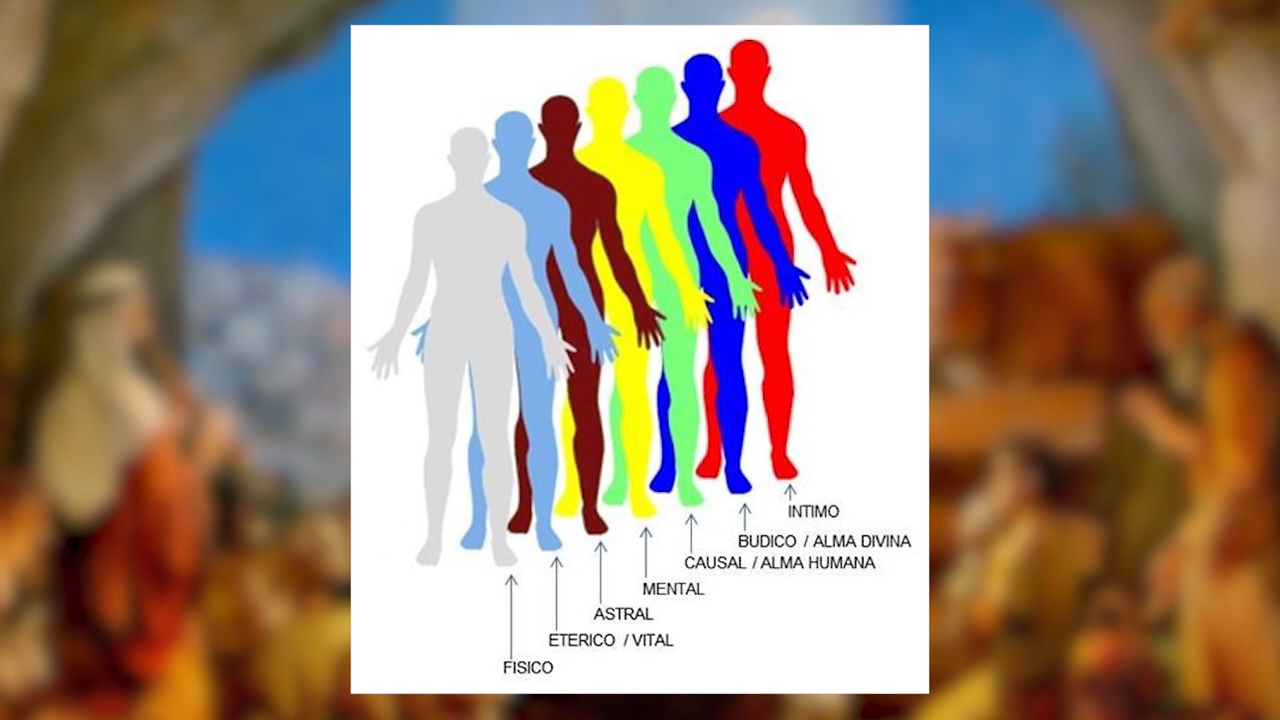 INTIMO
BUDICO / ALMA DIVINA
CAUSAL / ALMA HUMANA
MENTAL
ASTRAL
ETERICO / VITAL
FISICO